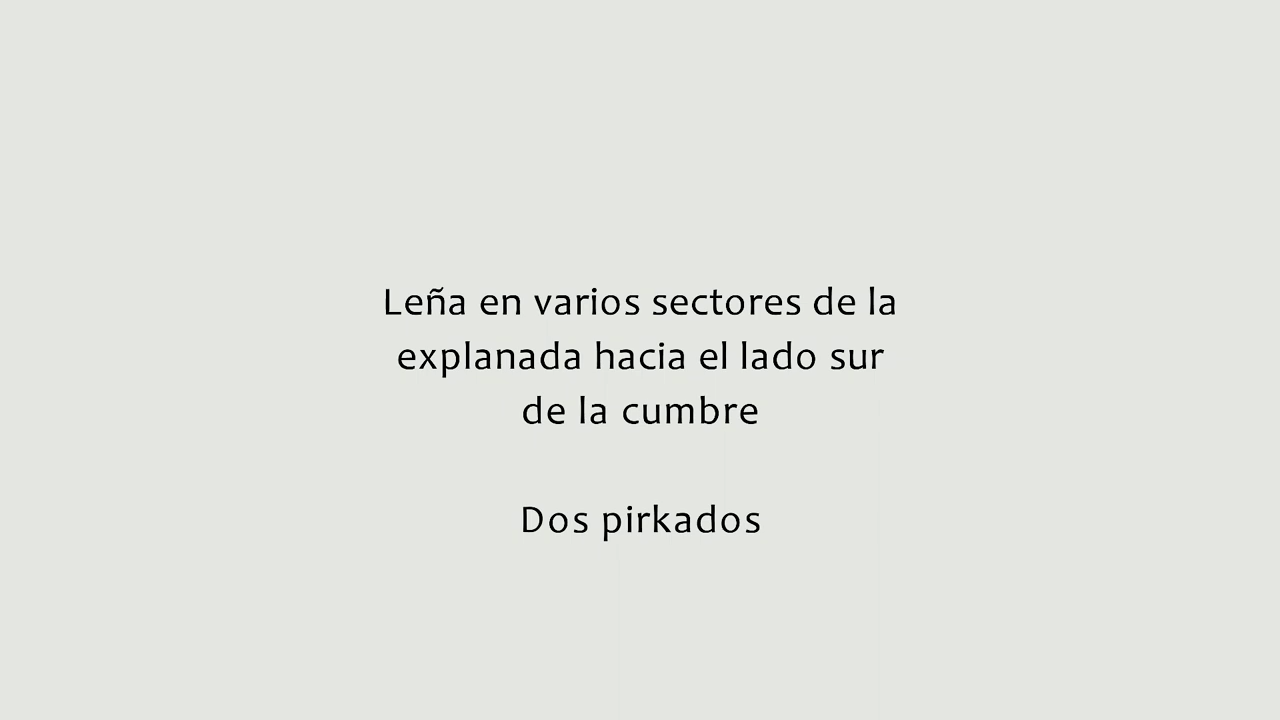 Leña en varios sectores de la
explanada hacia el lado sur
de la cumbre
Dos pirkados